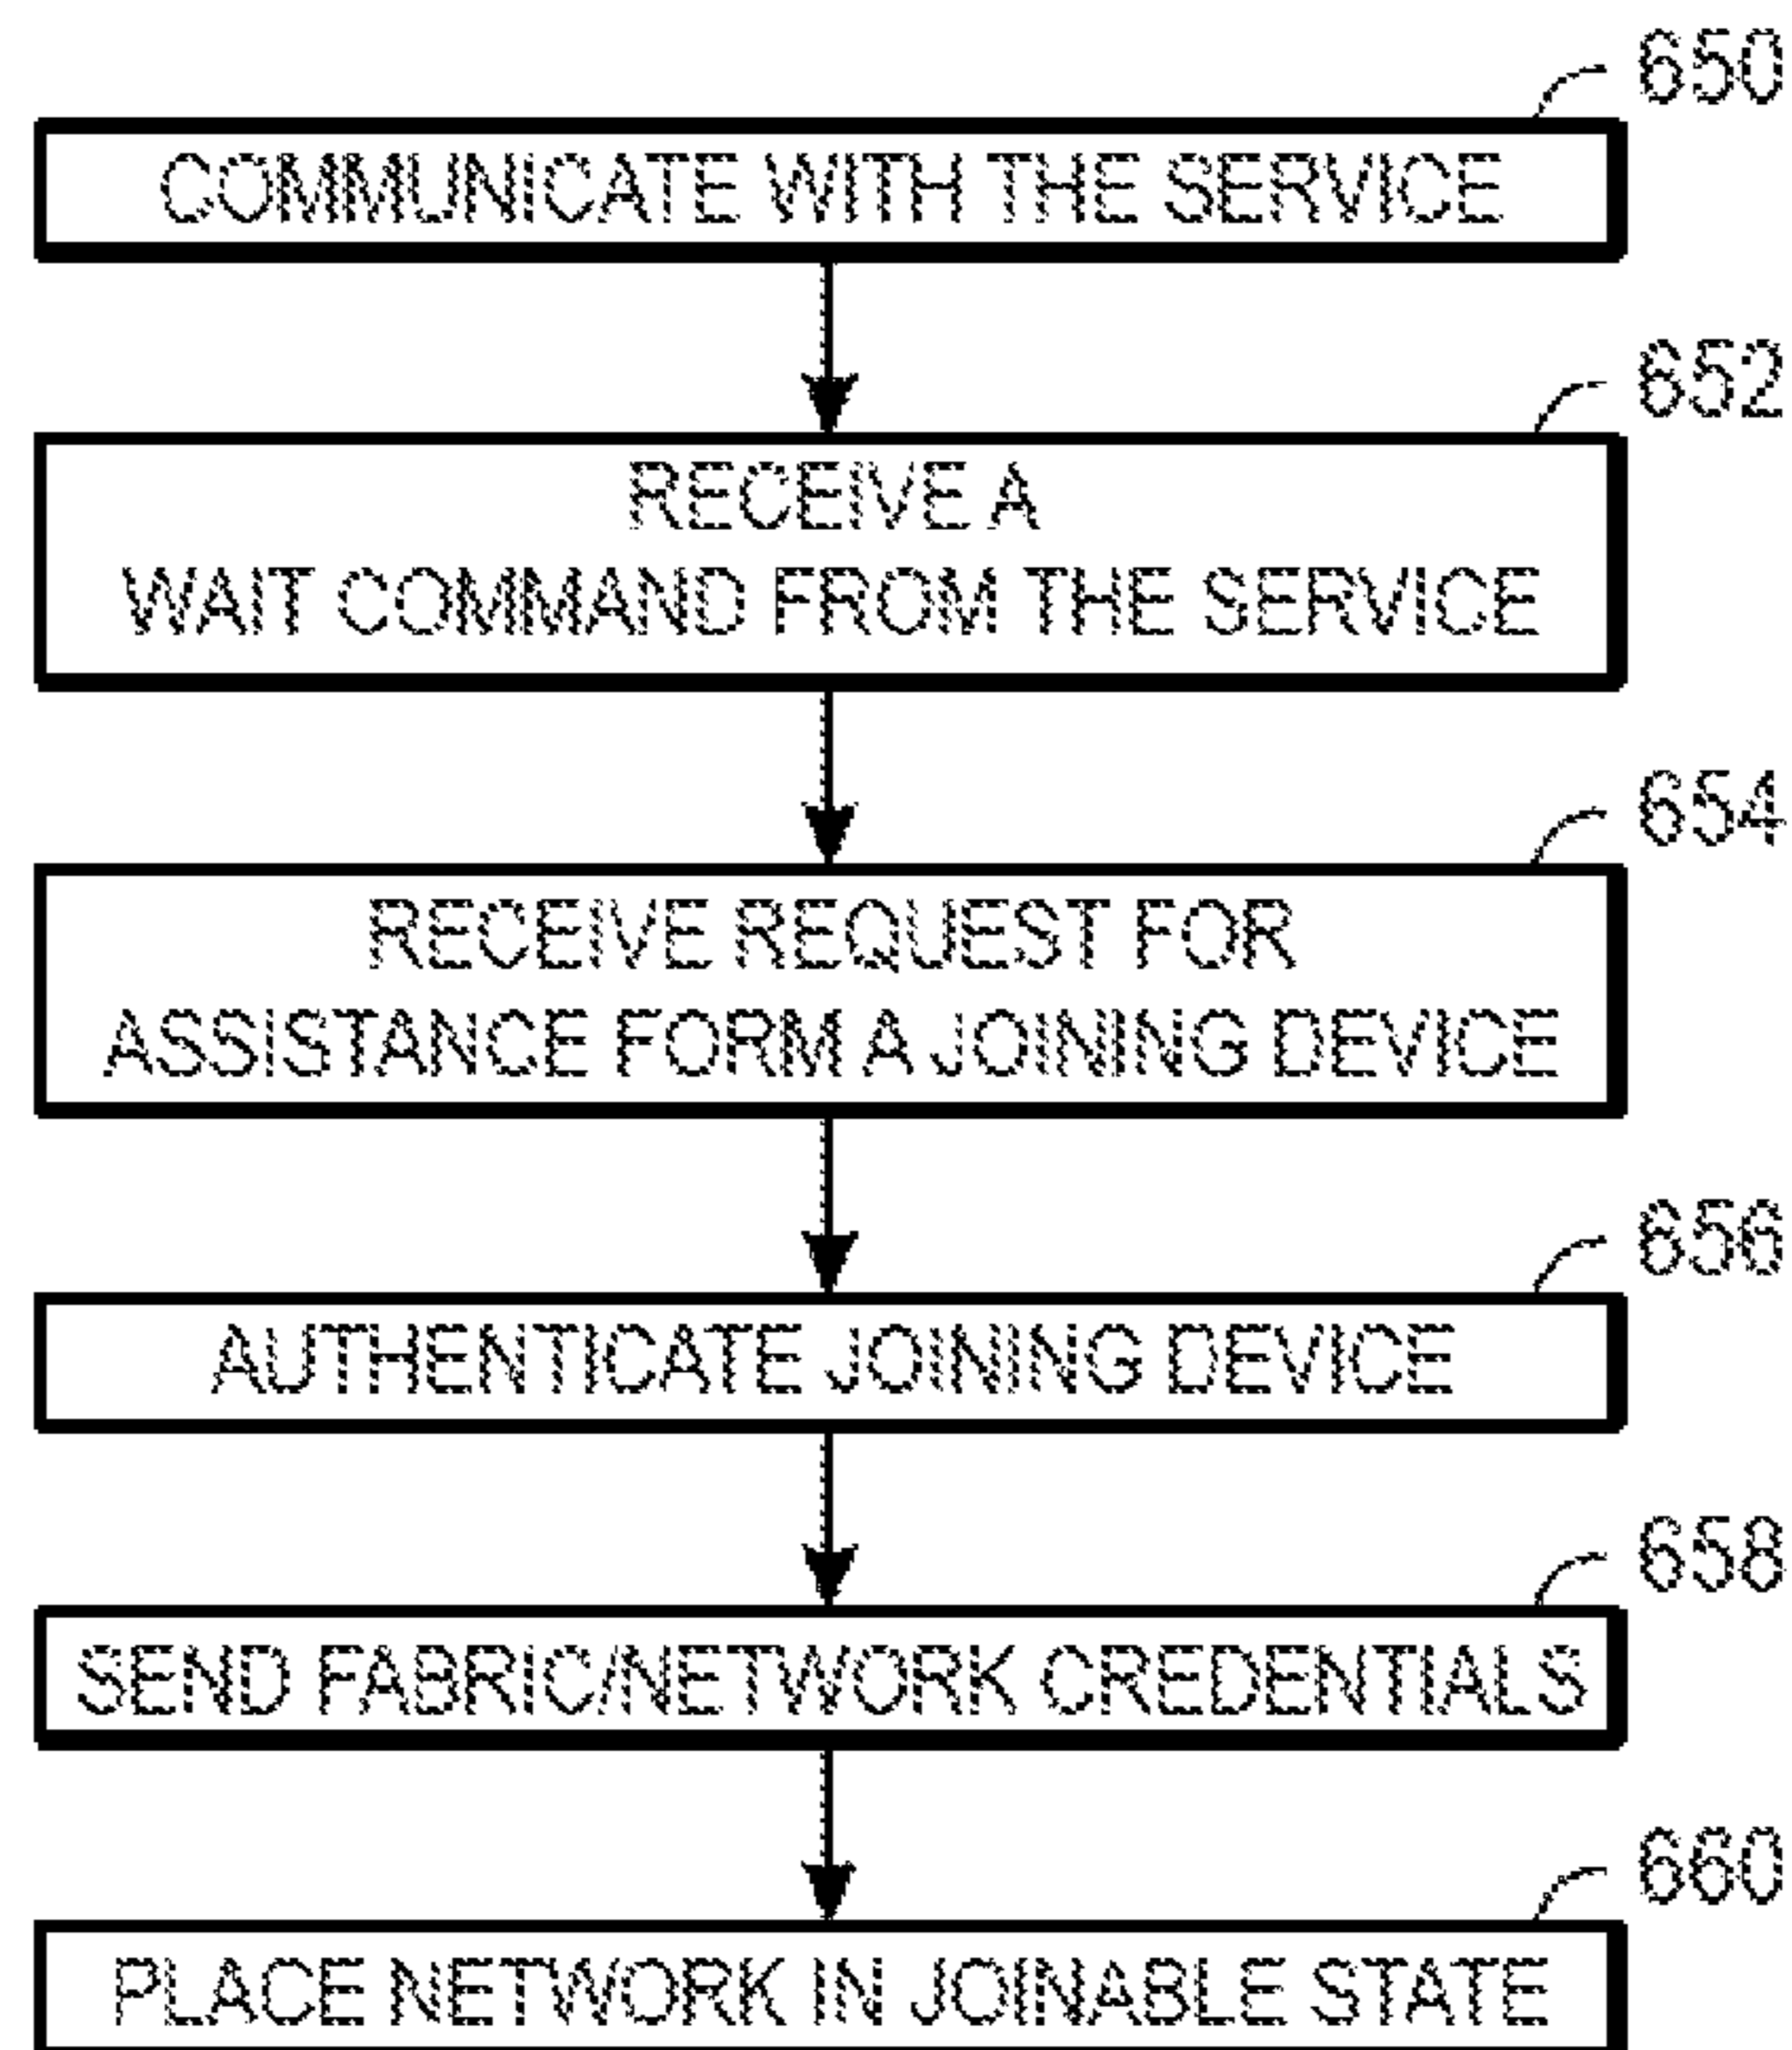 650
COMMUNICATE WITH THE SERVICE
652
RECEIVE A
WAIT COMMAND FROM THE SERVICE
654
RECEIVE REQUEST FOR
ASSISTANCE FORM A JOINING DEVICE
656
AUTHENTICATE JOINING DEVICE
658
SEND FABRIC/NETWORK CREDENTIALS
660
PLACE NETWORK IN JOINABLE STATE